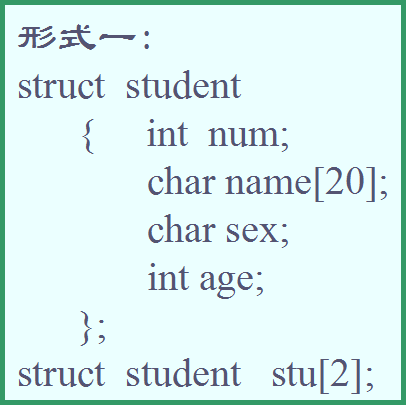 形式一:
struct student
{ int num;
char name[20];
char sex;
int age;
};
struct student stu[2];